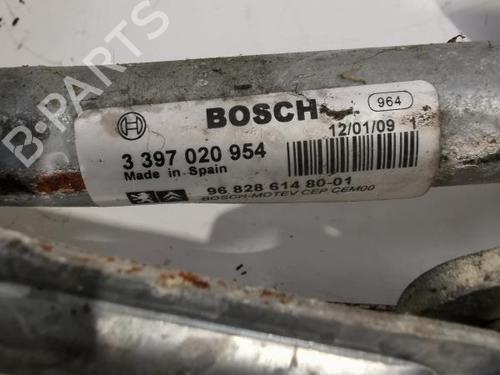 B-PARTS
BOSCH
964
12/01/09 1
3 397 020 954
Made in Spain
96 828 614 80-01
BOSCH-MOTEV CEP CEM00